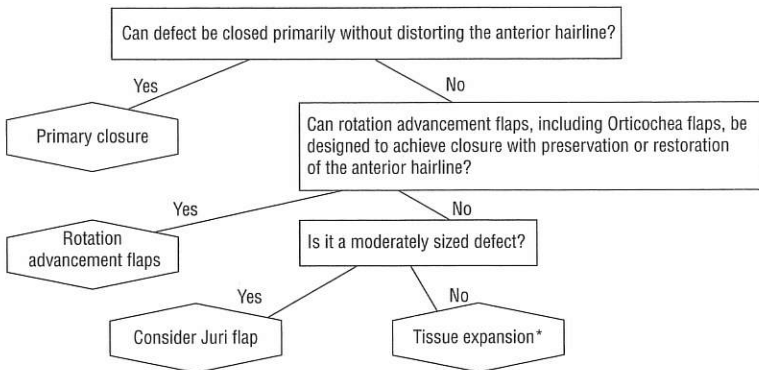 Can defect be closed primarily without distorting the anterior hairline?
Yes
No
Primary closure
Can rotation advancement flaps, including Orticochea flaps, be
designed to achieve closure with preservation or restoration
of the anterior hairline?
Yes
No
Rotation
advancement flaps
Is it a moderately sized defect?
Yes
No
Consider Juri flap
Tissue expansion*